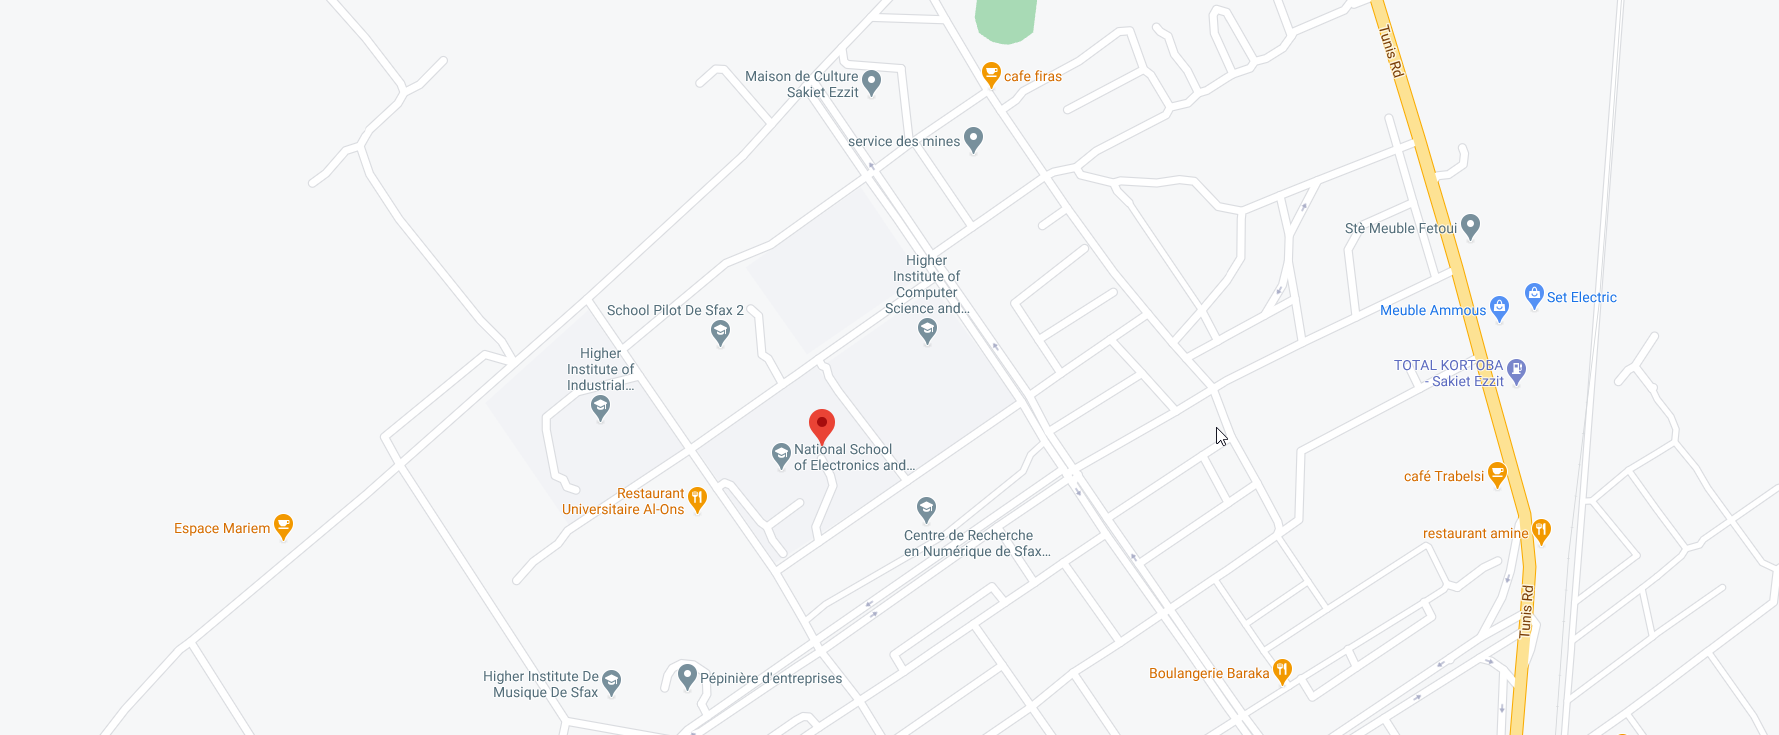 Tunis Rd
Maison de Culture
Sakiet Ezzit
cafe firas
service des mines
Stè Meuble Fetoui
Higher
Institute of
Computer
Science and...
School Pilot De Sfax 2
Meuble Ammous
Set Electric
Higher
Institute of
Industrial...
TOTAL KORTOBA
- Sakiet Ezzit
National School
of Electronics and...
café Trabelsi
Restaurant
Universitaire Al-Ons
Espace Mariem
Centre de Recherche
en Numérique de Sfax...
restaurant amine
Tunis Rd
Higher Institute De
Musique De Sfax
Pépinière d'entreprises
Boulangerie Baraka